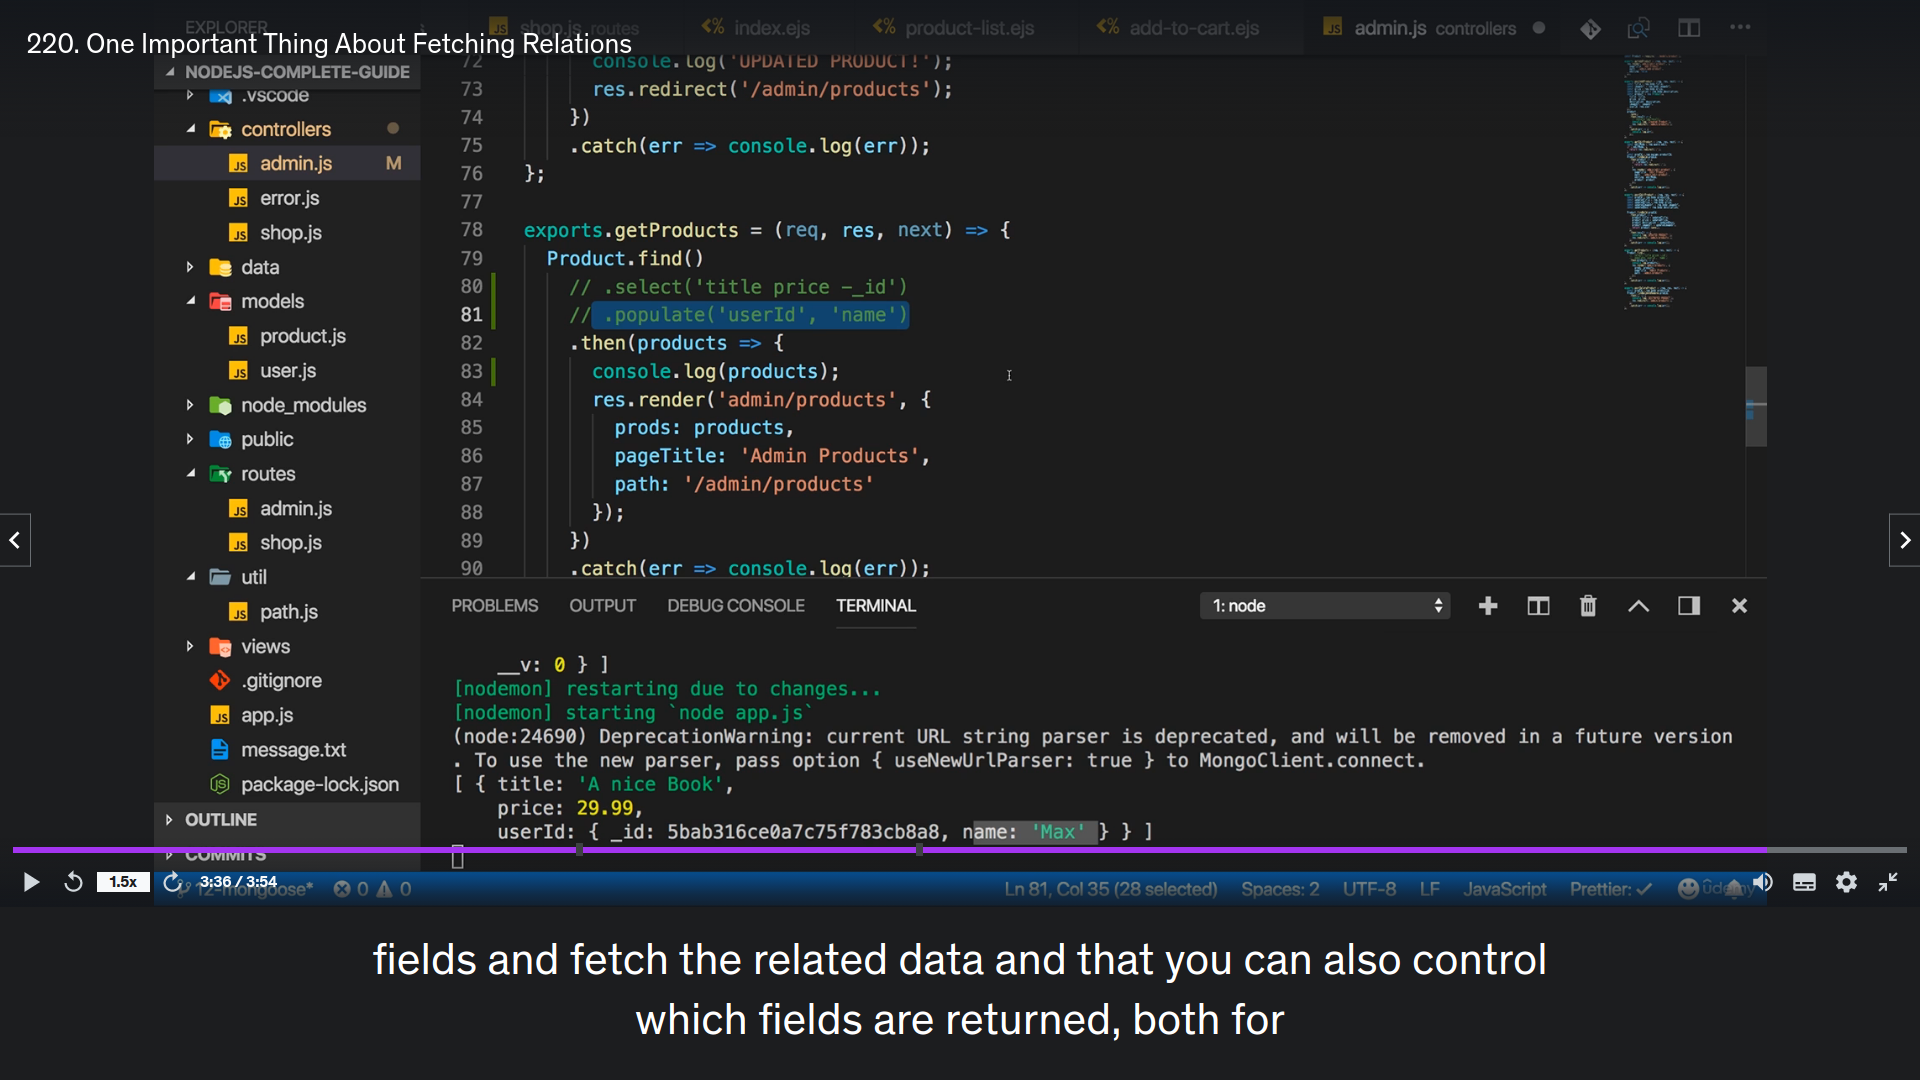 EXPLORER
220. One Important Thing About Fetching Relations
shop.js routes
index.ejs
product-list.ejs
add-to-cart.ejs
admin.js controllers
NODEJS-COMPLETE-GUIDE
.vscode
controllers
admin.js M
error.js
shop.js
data
models
product.js
user.js
node_modules
public
routes
admin.js
shop.js
util
path.js
views
.gitignore
app.js
message.txt
package-lock.json
OUTLINE
COMMITS
72 console.log('UPDATED PRODUCT!');
73 res.redirect('/admin/products');
74 })
75 .catch(err => console.log(err));
76 };
77
78 exports.getProducts = (req, res, next) => {
79 Product.find()
80 // .select('title price -_id')
81 // .populate('userId', 'name')
82 .then(products => {
83 console.log(products);
84 res.render('admin/products', {
85 prods: products,
86 pageTitle: 'Admin Products',
87 path: '/admin/products'
88 });
89 })
90 .catch(err => console.log(err));
PROBLEMS OUTPUT DEBUG CONSOLE TERMINAL 1: node
__v: 0 } ]
[nodemon] restarting due to changes...
[nodemon] starting `node app.js`
(node:24690) DeprecationWarning: current URL string parser is deprecated, and will be removed in a future version
. To use the new parser, pass option { useNewUrlParser: true } to MongoClient.connect.
[ { title: 'A nice Book',
price: 29.99,
userId: { _id: 5bab316ce0a7c75f783cb8a8, name: 'Max' } } ]
1.5x 3:36 / 3:54
12-mongoose* 0 0 Ln 81, Col 35 (28 selected) Spaces: 2 UTF-8 LF JavaScript Prettier: ✓ ûdemy
fields and fetch the related data and that you can also control
which fields are returned, both for